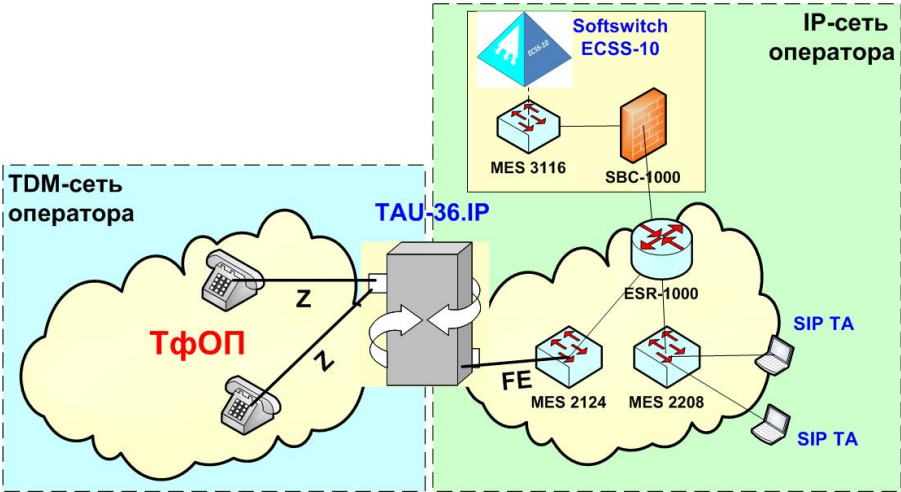 Softswitch
ECSS-10
IP-сеть
оператора
ECSS-10
MES 3116
SBC-1000
TDM-сеть
оператора
TAU-36.IP
ESR-1000
Z
ТфОП
Z
SIP TA
FE
MES 2124
MES 2208
SIP TA